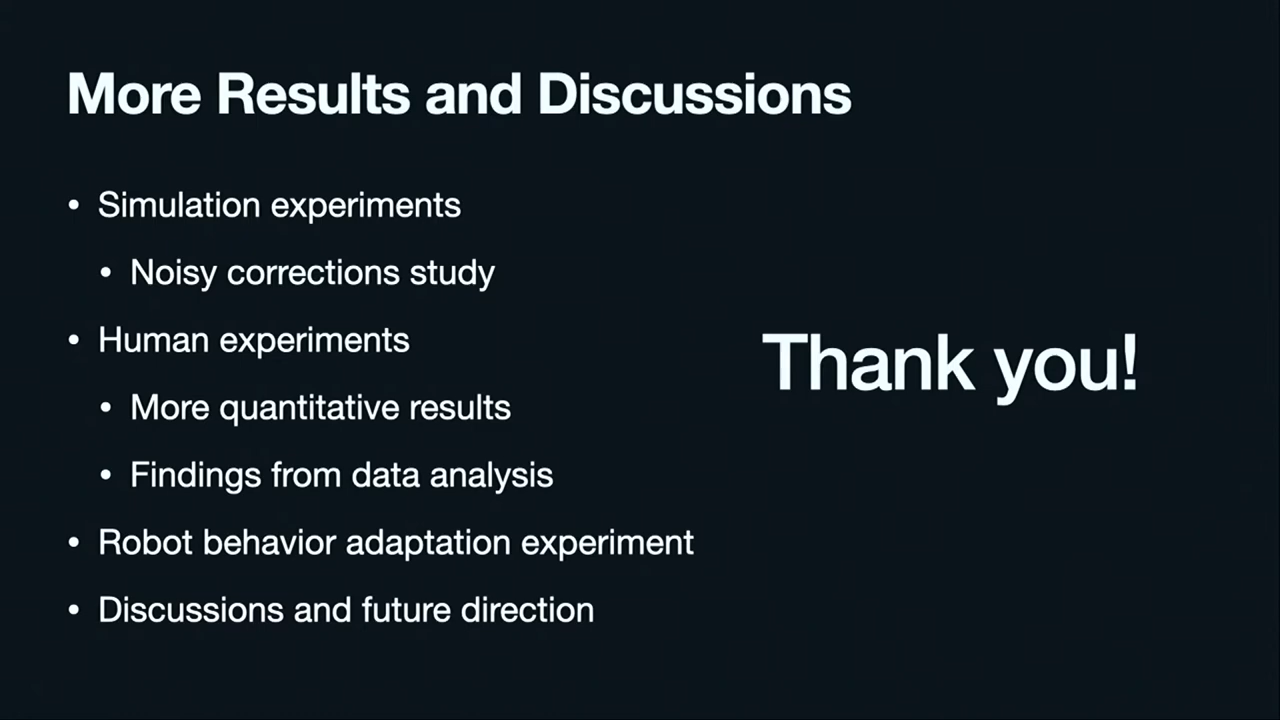 More Results and Discussions
• Simulation experiments
• Noisy corrections study
• Human experiments
• More quantitative results
• Findings from data analysis
• Robot behavior adaptation experiment
• Discussions and future direction
Thank you!